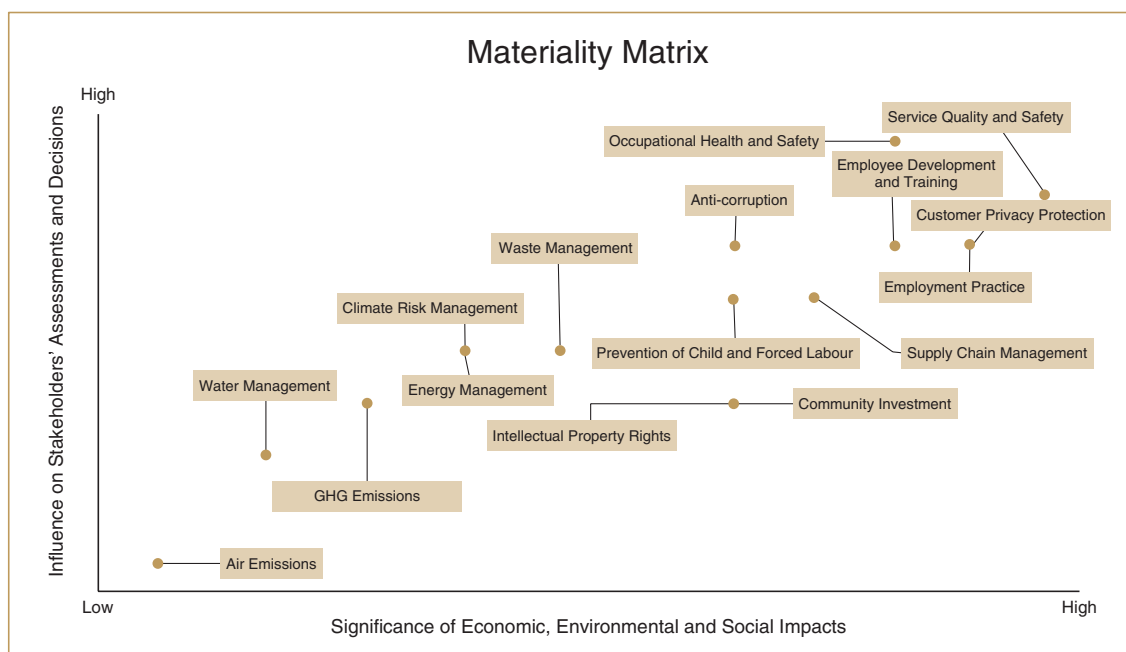 Materiality Matrix
High
Influence on Stakeholders’ Assessments and Decisions
Service Quality and Safety
Occupational Health and Safety
Employee Development
and Training
Anti-corruption
Customer Privacy Protection
Waste Management
Employment Practice
Climate Risk Management
Prevention of Child and Forced Labour
Supply Chain Management
Water Management
Energy Management
Community Investment
Intellectual Property Rights
GHG Emissions
Air Emissions
Low
High
Significance of Economic, Environmental and Social Impacts